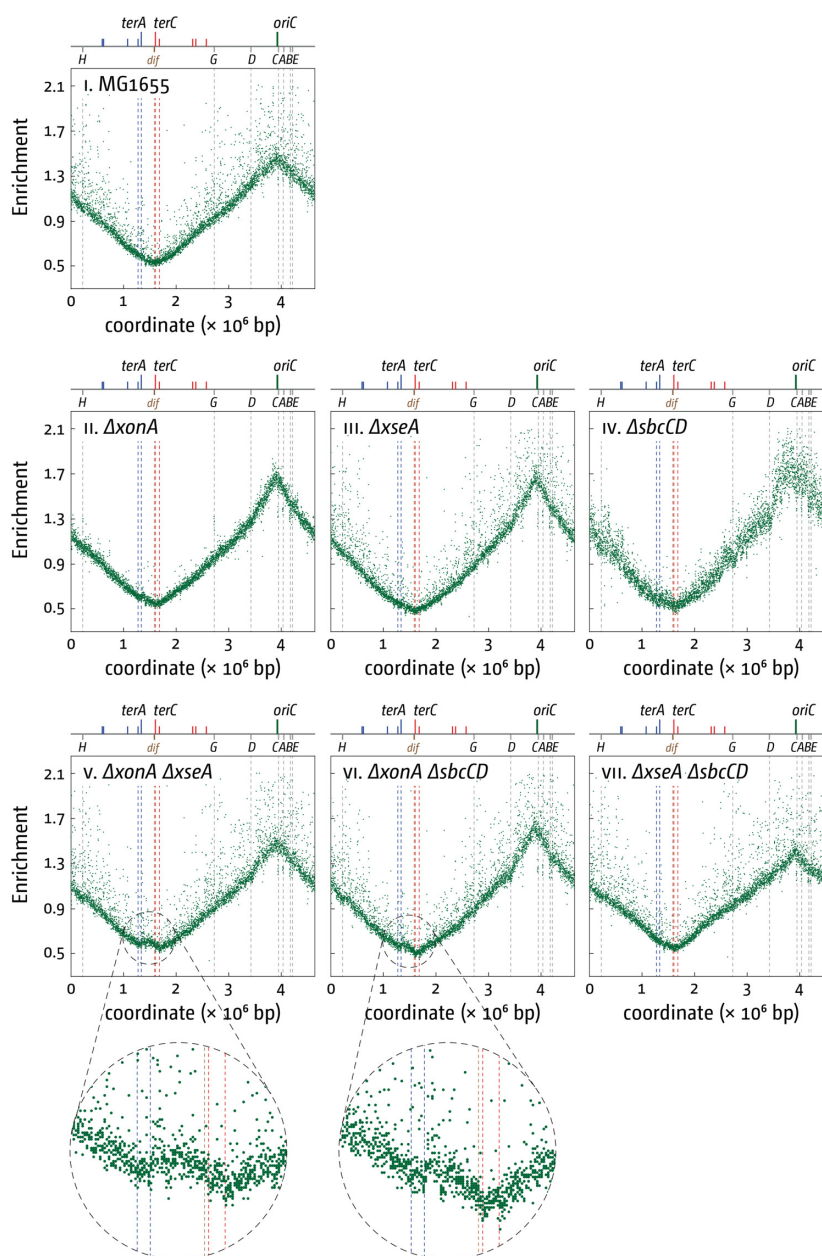 terA terC oriC
H dif G D CABE
I. MG1655
2.1
1.7
1.3
0.9
0.5
Enrichment
0 1 2 3 4
coordinate (× 10⁶ bp)
terA terC oriC terA terC oriC terA terC oriC
H dif G D CABE H dif G D CABE H dif G D CABE
II. ΔxonA III. ΔxseA IV. ΔsbcCD
2.1
1.7
1.3
0.9
0.5
Enrichment
0 1 2 3 4 0 1 2 3 4 0 1 2 3 4
coordinate (× 10⁶ bp) coordinate (× 10⁶ bp) coordinate (× 10⁶ bp)
terA terC oriC terA terC oriC terA terC oriC
H dif G D CABE H dif G D CABE H dif G D CABE
V. ΔxonA ΔxseA VI. ΔxonA ΔsbcCD VII. ΔxseA ΔsbcCD
2.1
1.7
1.3
0.9
0.5
Enrichment
0 1 2 3 4 0 1 2 3 4 0 1 2 3 4
coordinate (× 10⁶ bp) coordinate (× 10⁶ bp) coordinate (× 10⁶ bp)